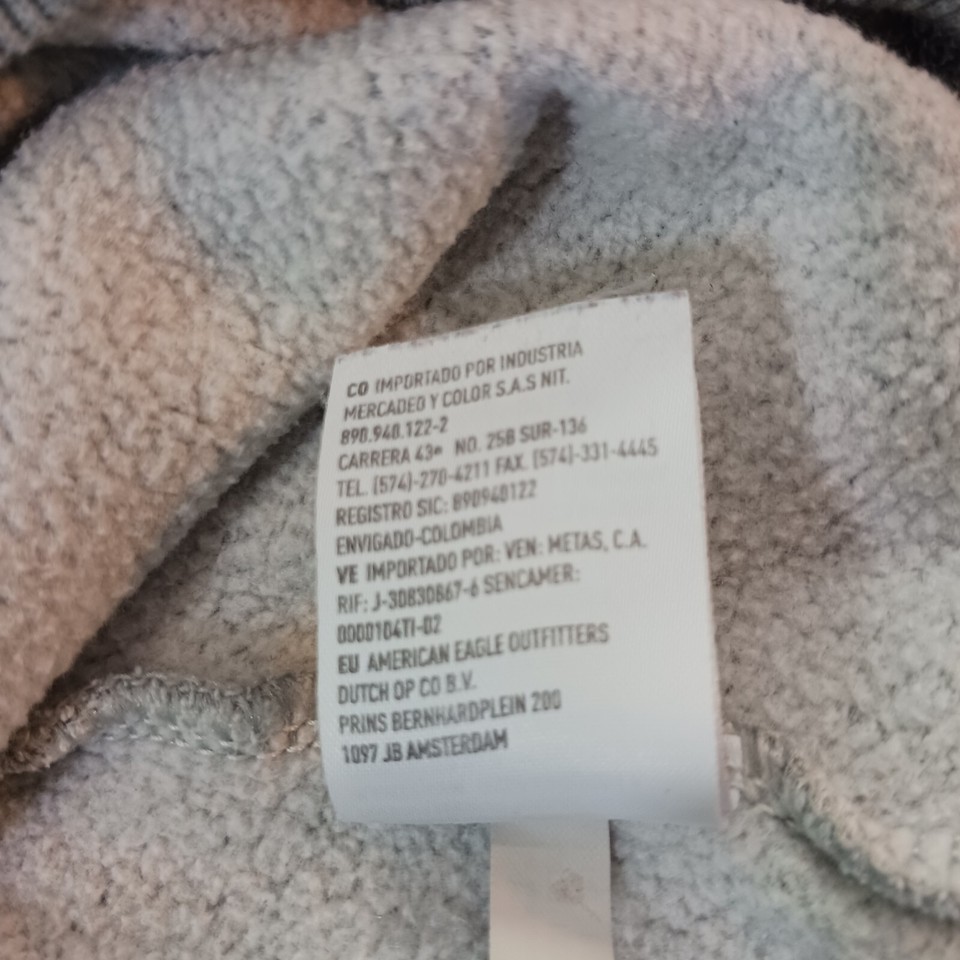 CO IMPORTADO POR INDUSTRIA
MERCADEO Y COLOR S.A.S NIT.
890.940.122-2
CARRERA 43ª NO. 25B SUR-136
TEL. (574)-270-4211 FAX. (574)-331-4445
REGISTRO SIC: 890940122
ENVIGADO-COLOMBIA
VE IMPORTADO POR: VEN: METAS, C.A.
RIF: J-30830867-6 SENCAMER:
0000104TI-02
EU AMERICAN EAGLE OUTFITTERS
DUTCH OP CO B.V.
PRINS BERNHARDPLEIN 200
1097 JB AMSTERDAM